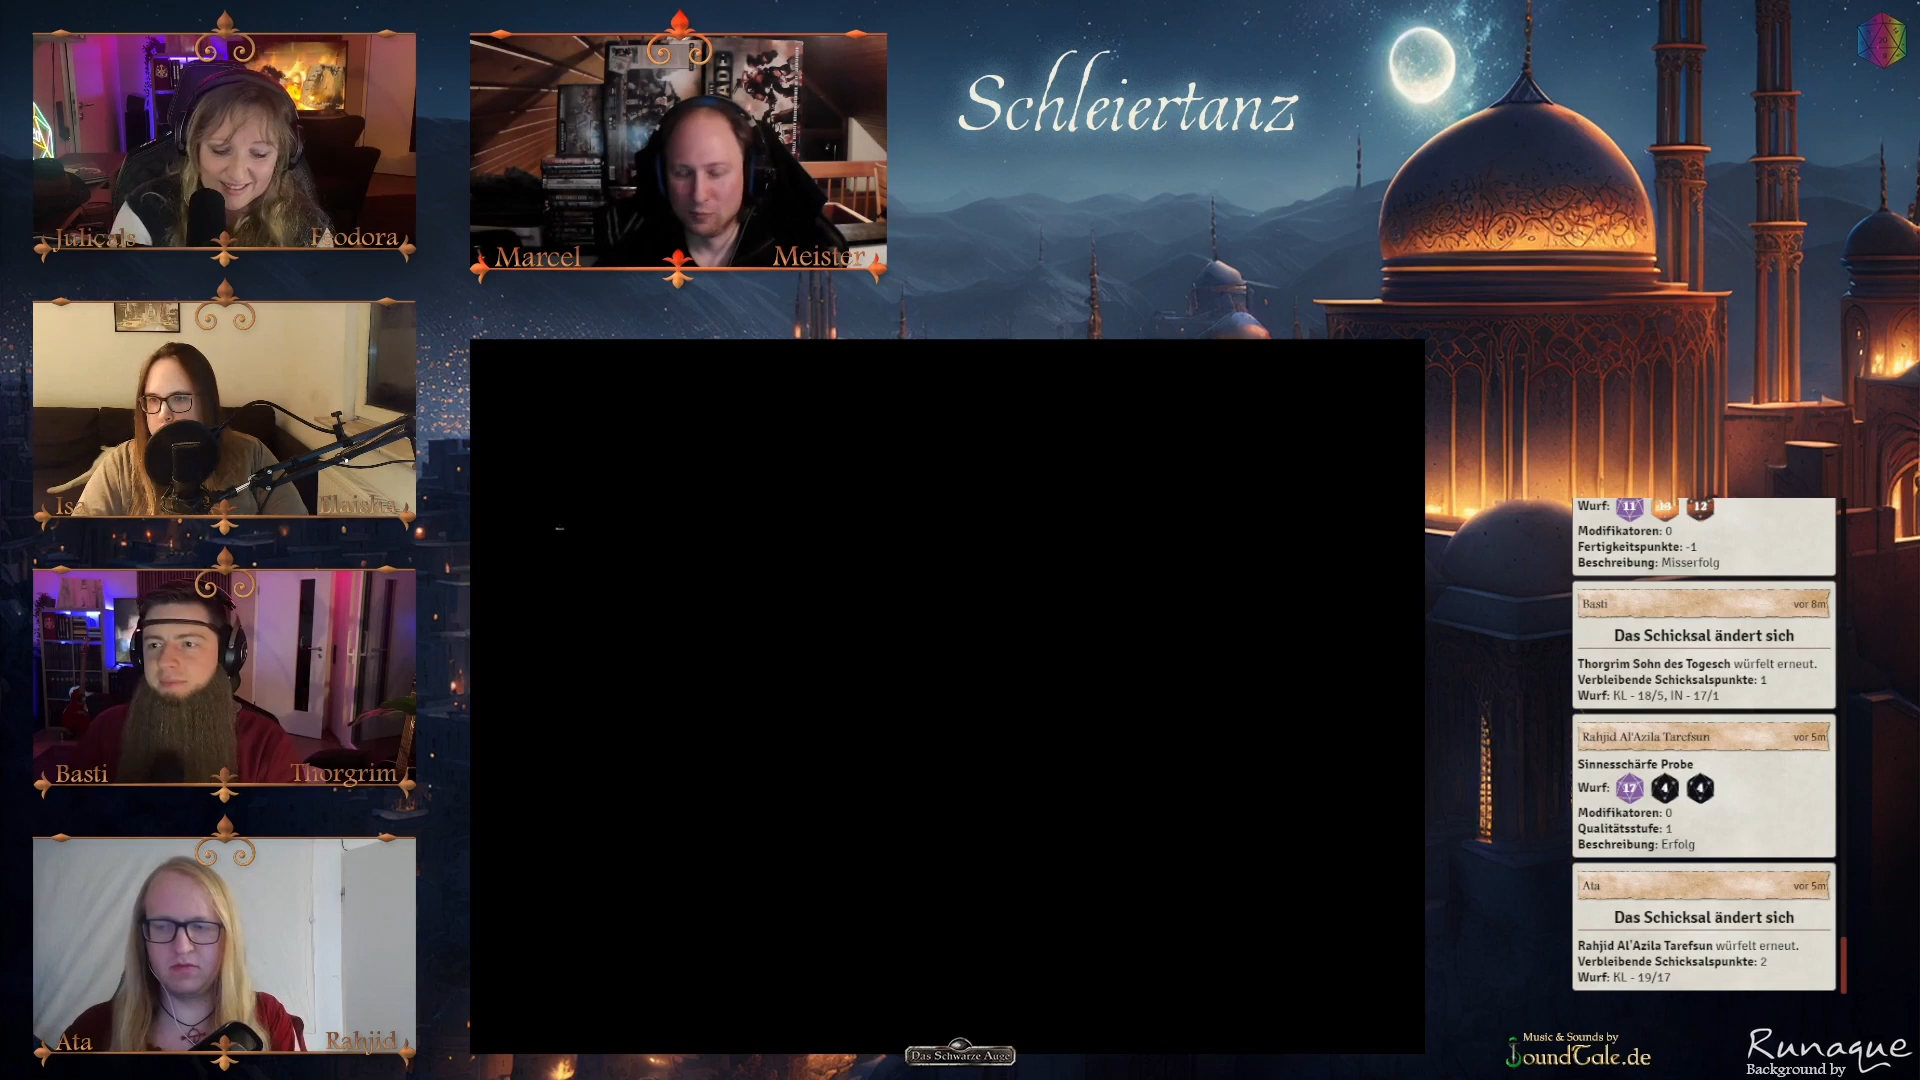 Juliçals
Feodora
Marcel
Meister
Schleiertanz
Isa
Elaisha
Basti
Thorgrim
Ata
Rahjid
Wurf: 11 13 12
Modifikatoren: 0
Fertigkeitspunkte: -1
Beschreibung: Misserfolg
Basti
vor 8m
Das Schicksal ändert sich
Thorgrim Sohn des Togesch würfelt erneut.
Verbleibende Schicksalspunkte: 1
Wurf: KL - 18/5, IN - 17/1
Rahjid Al'Azila Tarefsun
vor 5m
Sinnesschärfe Probe
Wurf: 17 4 4
Modifikatoren: 0
Qualitätsstufe: 1
Beschreibung: Erfolg
Ata
vor 5m
Das Schicksal ändert sich
Rahjid Al'Azila Tarefsun würfelt erneut.
Verbleibende Schicksalspunkte: 2
Wurf: KL - 19/17
Das Schwarze Auge
Music & Sounds by
SoundTale.de
Runaque
Background by